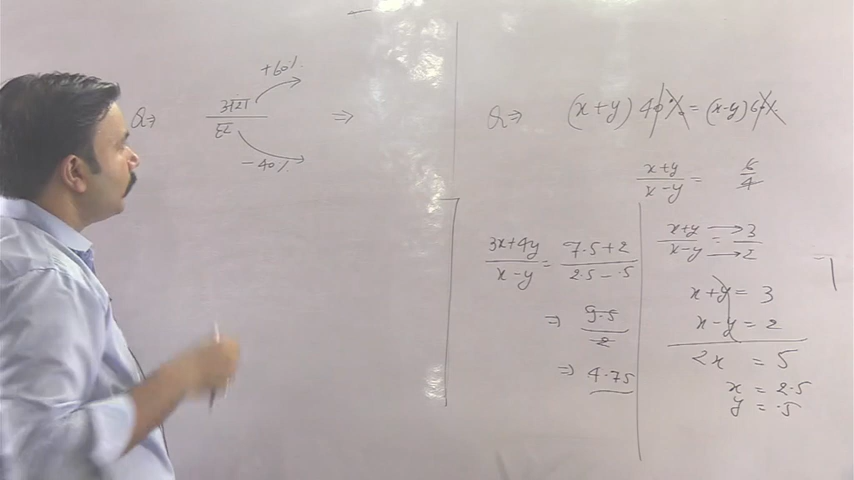 +60%
Q⇒ अंश/हर ⇒
-40%
Q⇒ (x+y) 40% = (x-y) 60%
x+y/x-y = 6/4
x+y/x-y = 3/2
x+y = 3
x-y = 2
2x = 5
x = 2.5
y = .5
3x+4y/x-y = 7.5+2/2.5-.5
⇒ 9.5/2
⇒ 4.75